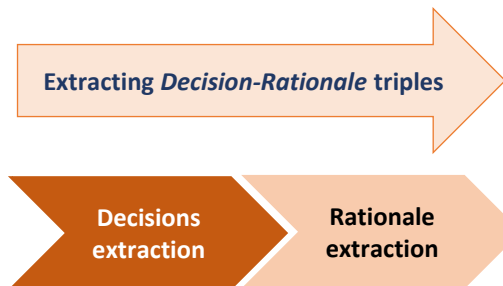 Extracting Decision-Rationale triples
Decisions
extraction
Rationale
extraction